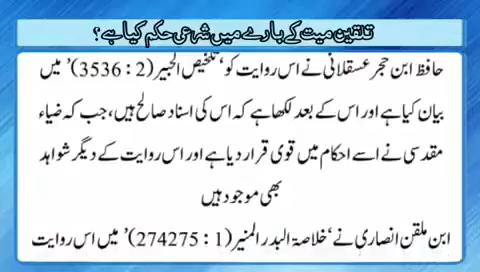 تلقین میت کے بارے میں شرعی حکم کیا ہے؟
حافظ ابن حجر عسقلانی نے اس روایت کو ’تلخیص الحبیر (2 : 3536)‘ میں
بیان کیا ہے اور اس کے بعد لکھا ہے کہ اس کی اسناد صالح ہیں، جب کہ ضیاء
مقدسی نے اسے احکام میں قوی قرار دیا ہے اور اس روایت کے دیگر شواہد
بھی موجود ہیں
ابن ملقن انصاری نے ’خلاصۃ البدر المنیر (1 : 274275)‘ میں اس روایت